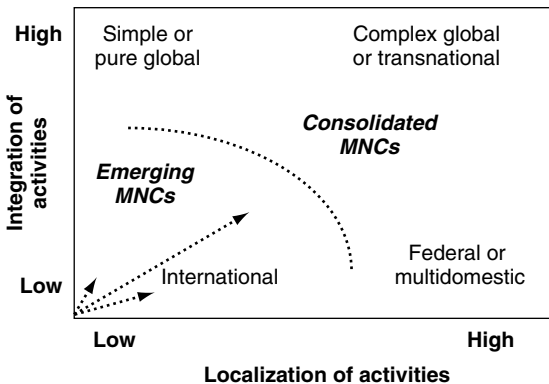 High
Simple or
pure global
Complex global
or transnational
Consolidated
MNCs
Integration of
activities
Emerging
MNCs
Federal or
multidomestic
International
Low
Low
High
Localization of activities